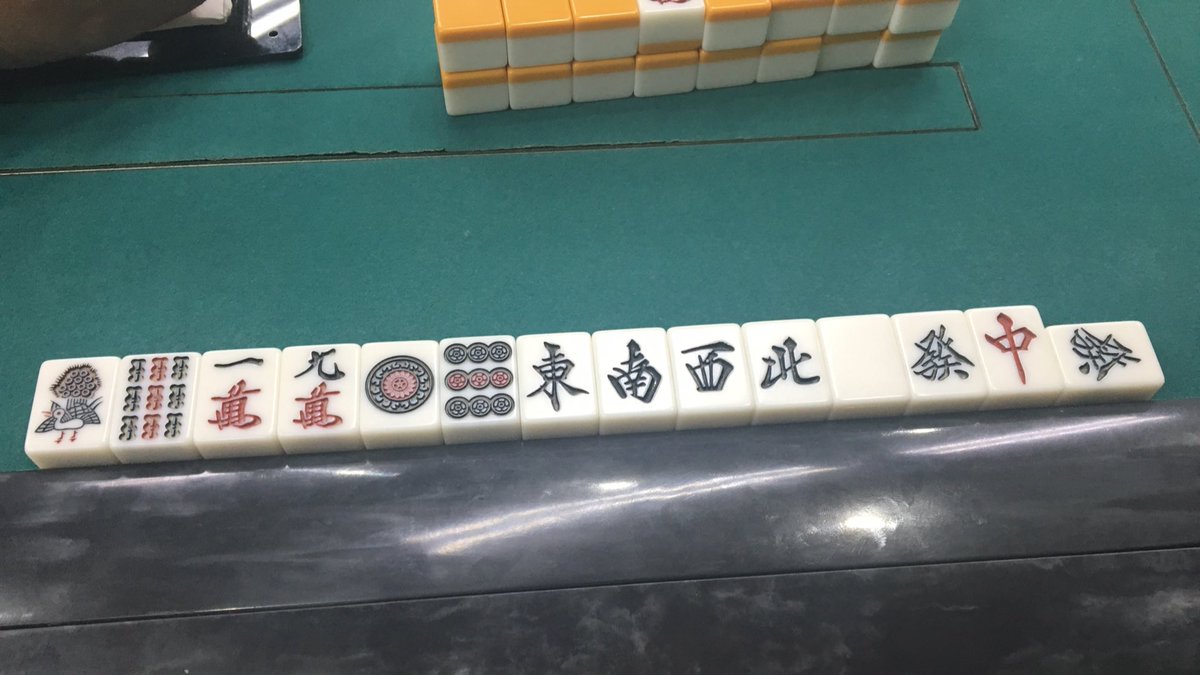 一萬 九萬 東 南 西 北 發 中 發